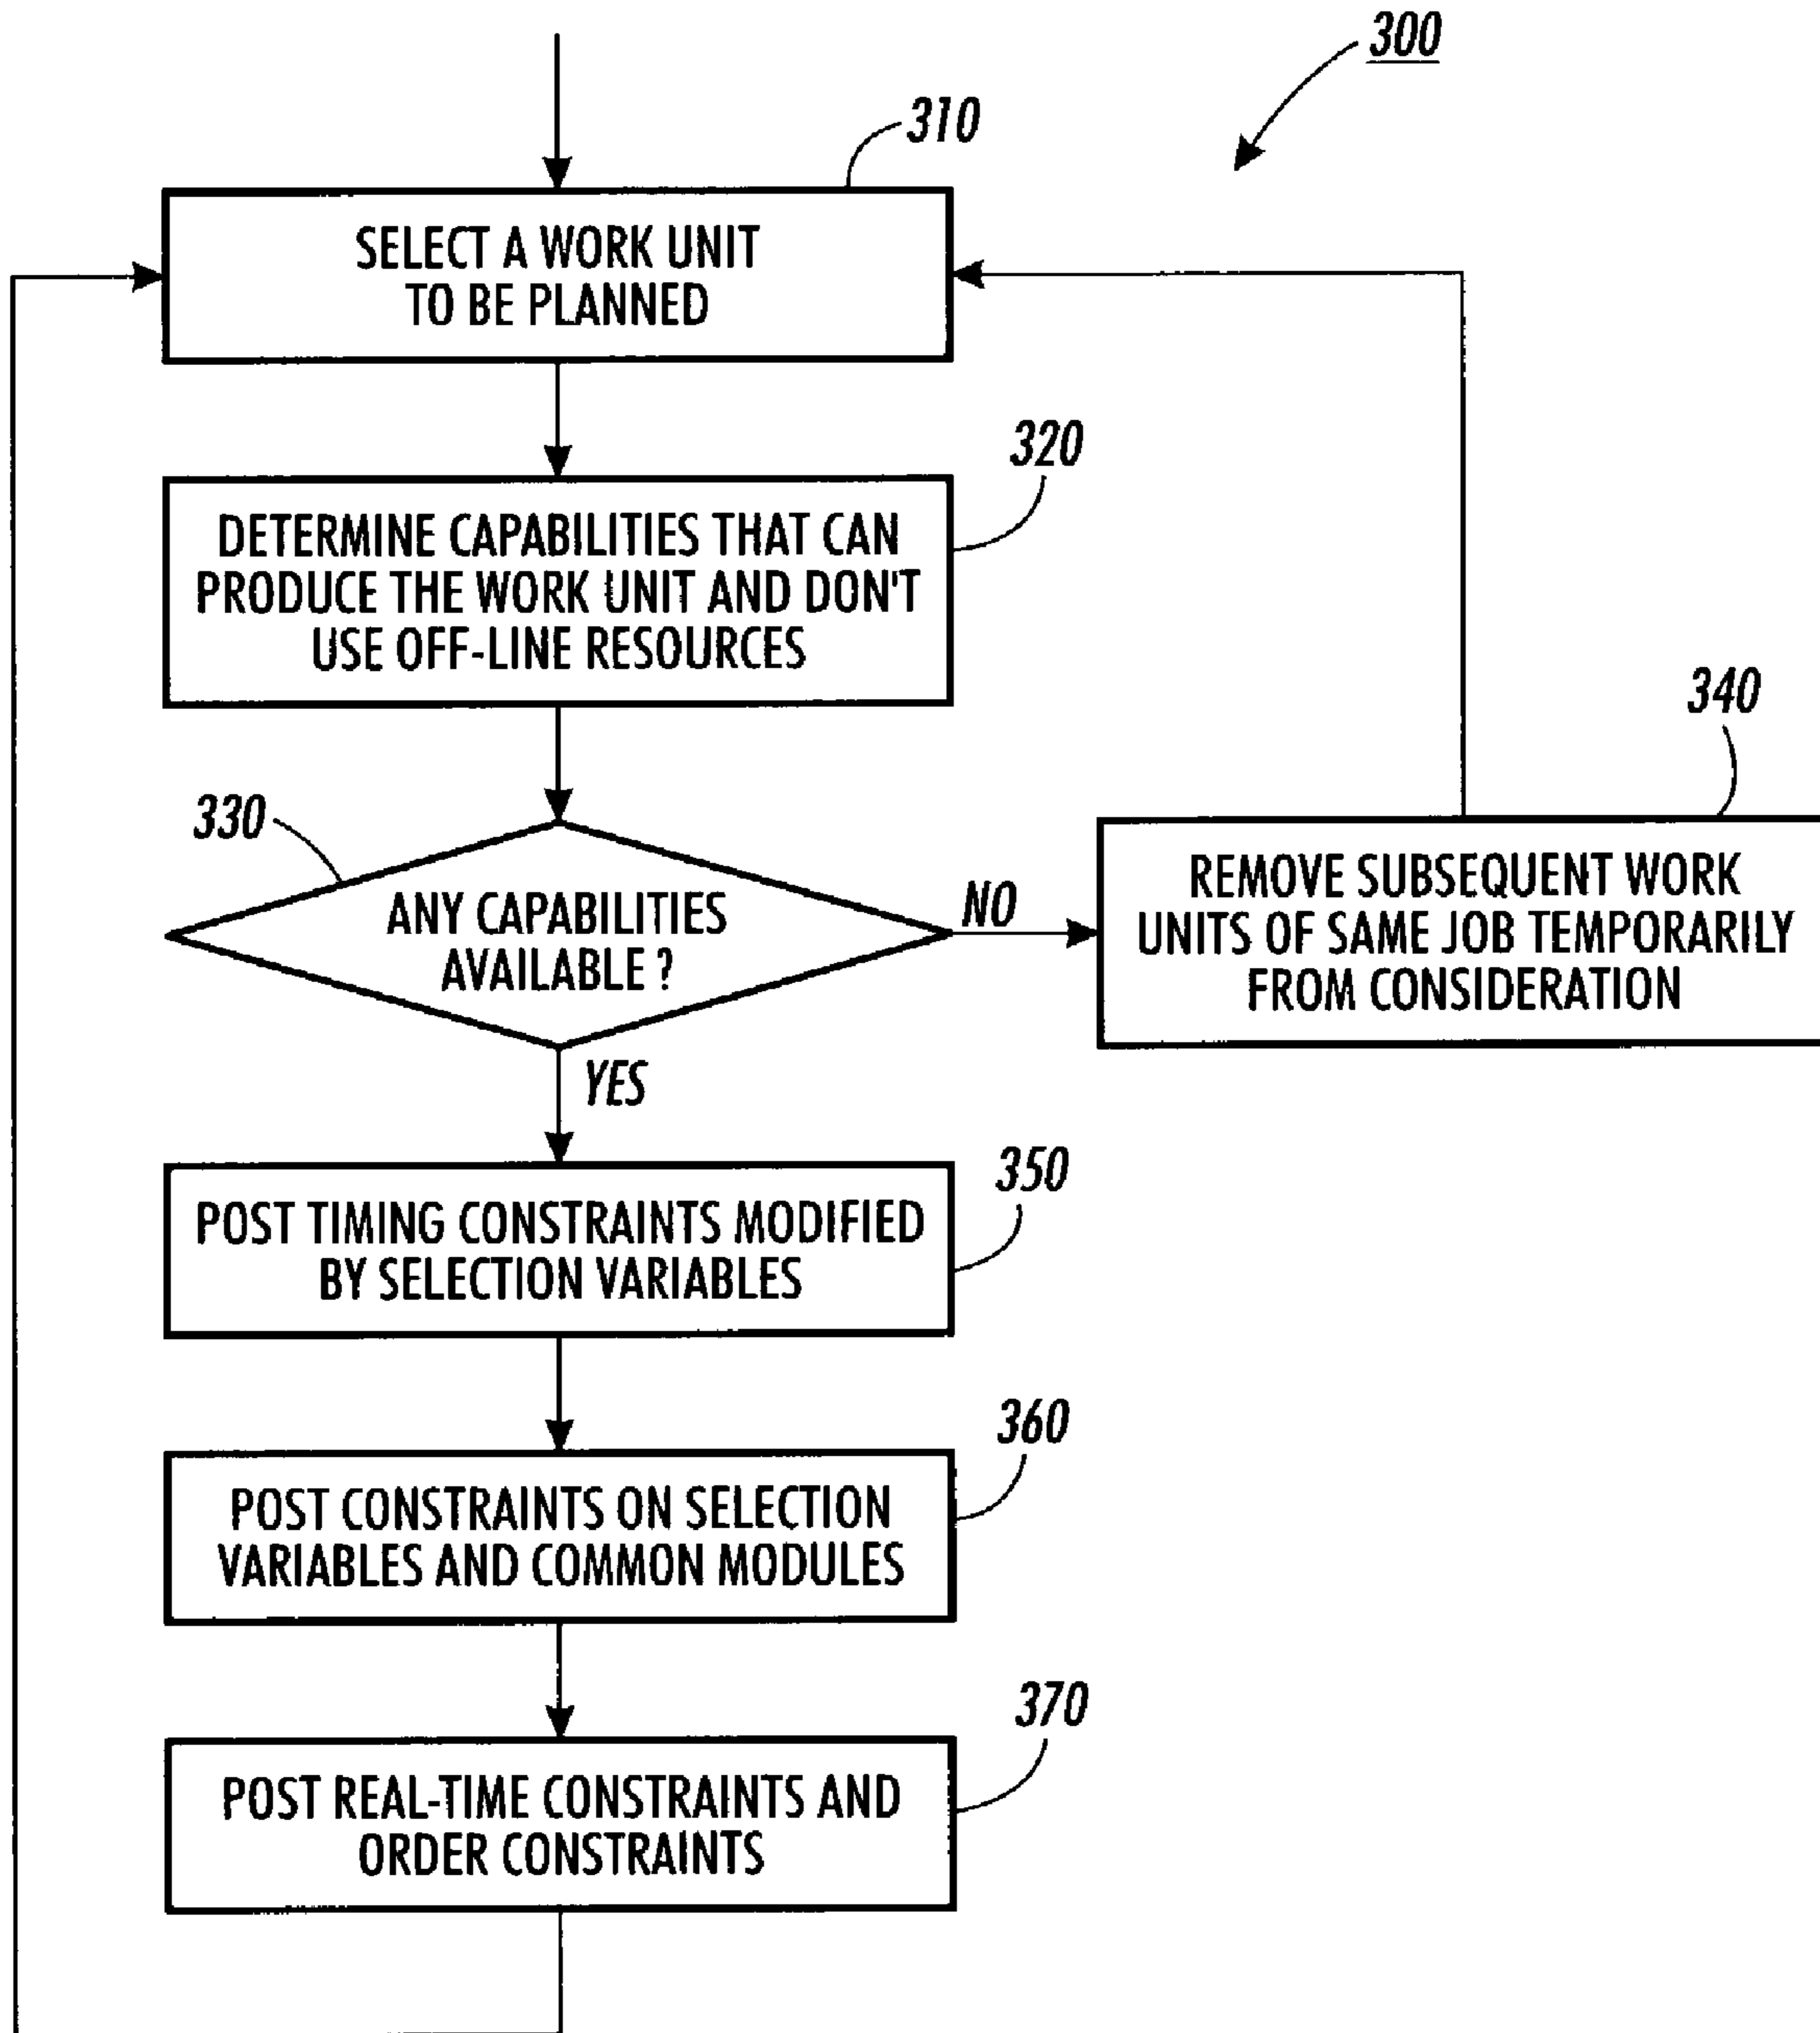 300
310
SELECT A WORK UNIT
TO BE PLANNED
320
DETERMINE CAPABILITIES THAT CAN
PRODUCE THE WORK UNIT AND DON'T
USE OFF-LINE RESOURCES
330
ANY CAPABILITIES
AVAILABLE ?
NO
340
REMOVE SUBSEQUENT WORK
UNITS OF SAME JOB TEMPORARILY
FROM CONSIDERATION
YES
350
POST TIMING CONSTRAINTS MODIFIED
BY SELECTION VARIABLES
360
POST CONSTRAINTS ON SELECTION
VARIABLES AND COMMON MODULES
370
POST REAL-TIME CONSTRAINTS AND
ORDER CONSTRAINTS